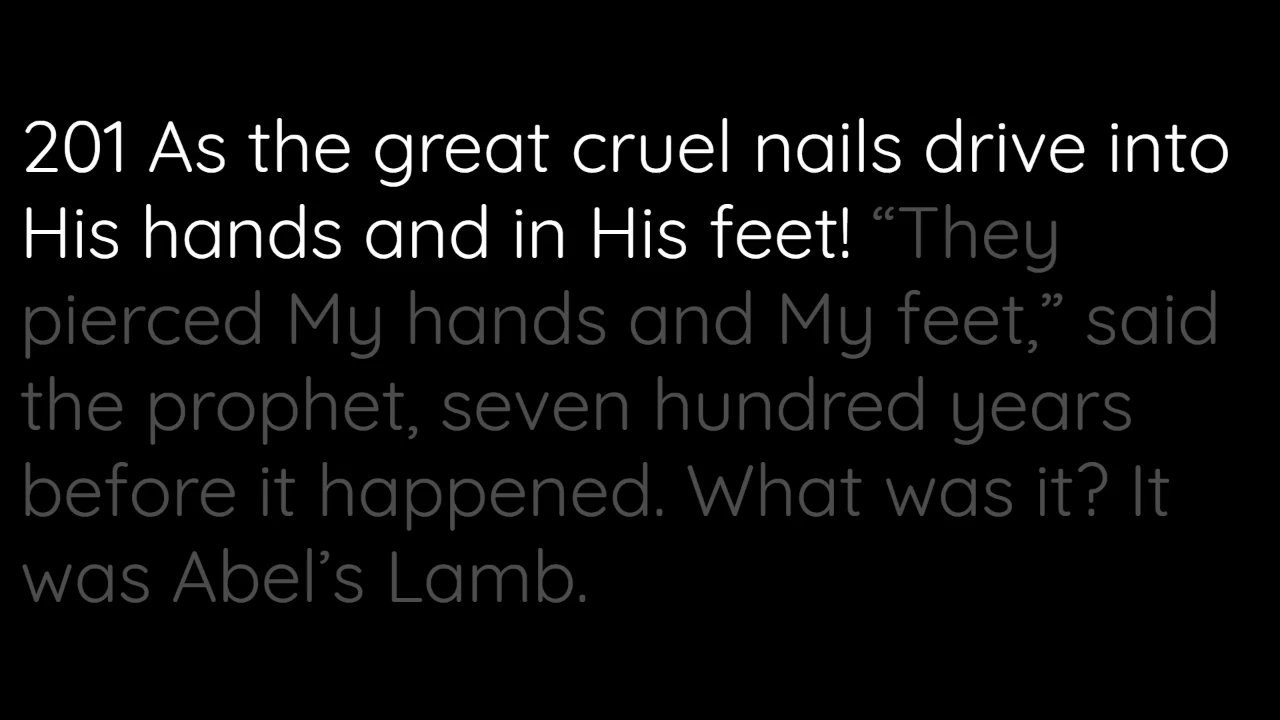 201 As the great cruel nails drive into
His hands and in His feet! “They
pierced My hands and My feet,” said
the prophet, seven hundred years
before it happened. What was it? It
was Abel’s Lamb.